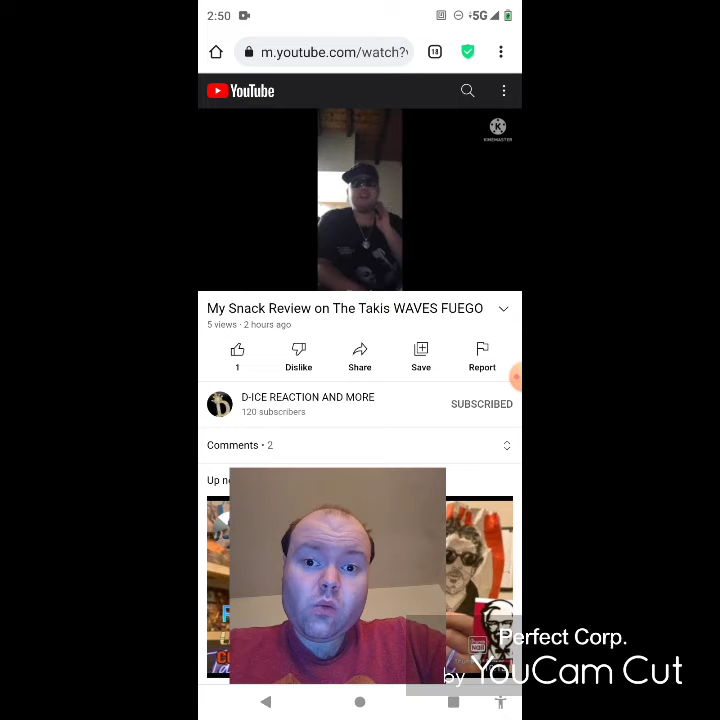 2:50 5G
m.youtube.com/watch?v 18
YouTube
KINEMASTER
My Snack Review on The Takis WAVES FUEGO
5 views · 2 hours ago
1 Dislike Share Save Report
D-ICE REACTION AND MORE SUBSCRIBED
120 subscribers
Comments • 2
Up n
Perfect Corp.
by YouCam Cut